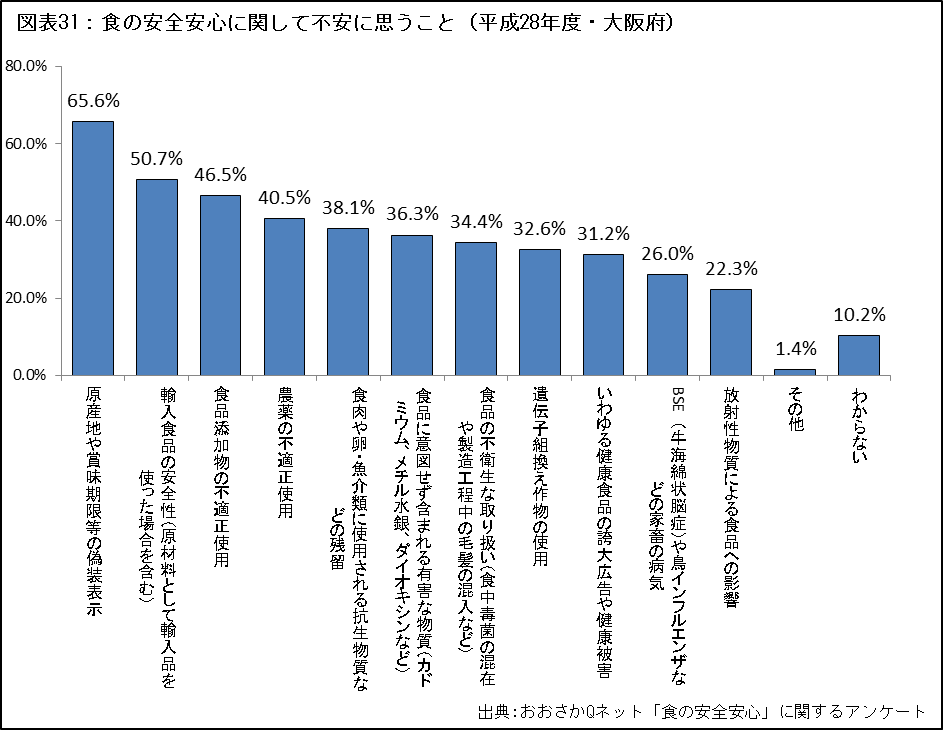 図表31：食の安全安心に関して不安に思うこと（平成28年度・大阪府）
80.0%
60.0%
40.0%
20.0%
0.0%
65.6%
50.7%
46.5%
40.5%
38.1%
36.3%
34.4%
32.6%
31.2%
26.0%
22.3%
1.4%
10.2%
原産地や賞味期限等の偽装表示
輸入食品の安全性（原材料として輸入品を
使った場合を含む）
食品添加物の不適正使用
農薬の不適正使用
食肉や卵・魚介類に使用される抗生物質な
どの残留
食品に意図せず含まれる有害な物質（カド
ミウム、メチル水銀、ダイオキシンなど）
食品の不衛生な取り扱い（食中毒菌の混在
や製造工程中の毛髪の混入など）
遺伝子組換え作物の使用
いわゆる健康食品の誇大広告や健康被害
BSE（牛海綿状脳症）や鳥インフルエンザな
どの家畜の病気
放射性物質による食品への影響
その他
わからない
出典：おおさかQネット「食の安全安心」に関するアンケート